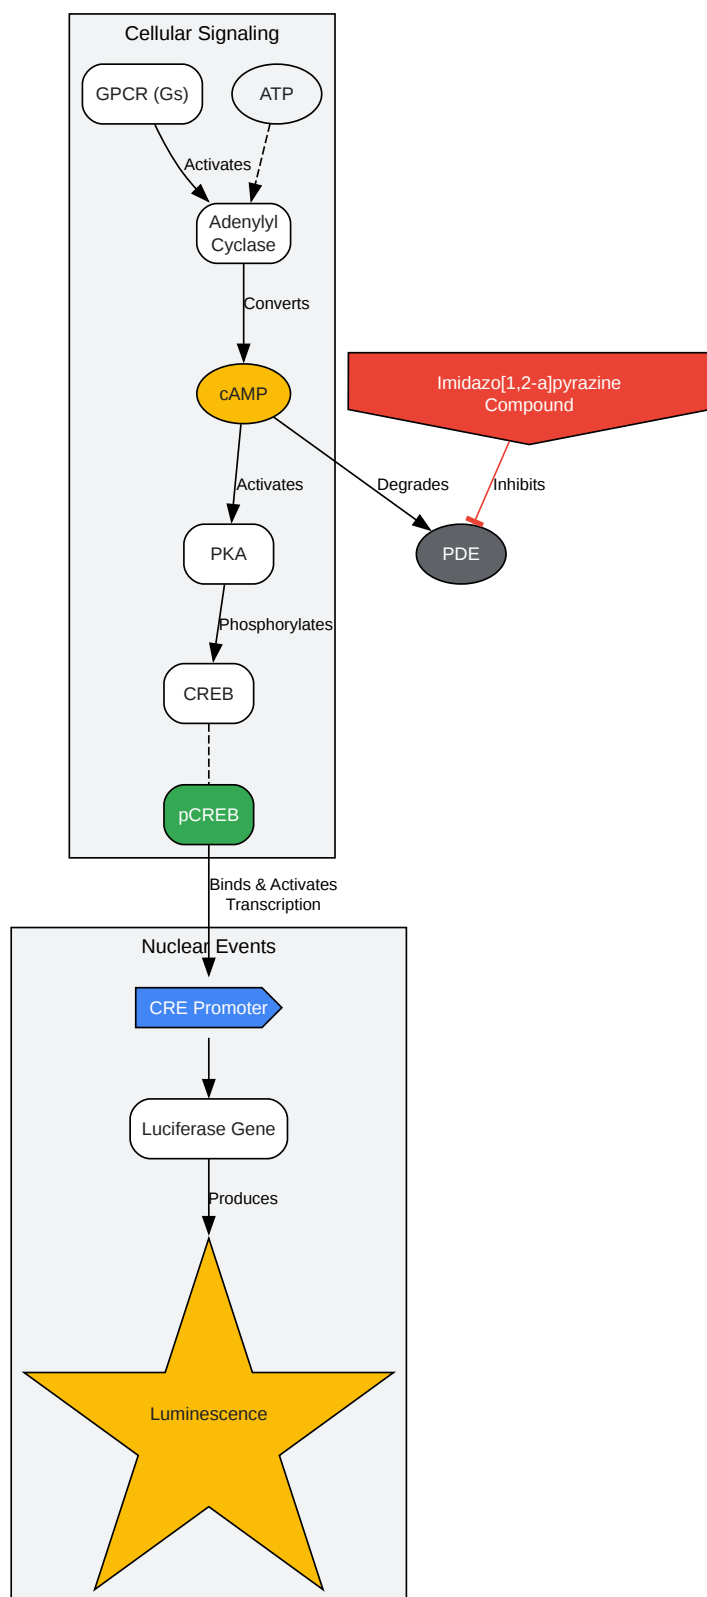 Cellular Signaling
GPCR (Gs)
ATP
Activates
Adenylyl
Cyclase
Converts
Imidazo[1,2-a]pyrazine
Compound
cAMP
Activates
Degrades
Inhibits
PKA
PDE
Phosphorylates
CREB
pCREB
Binds & Activates
Transcription
Nuclear Events
CRE Promoter
Luciferase Gene
Produces
Luminescence